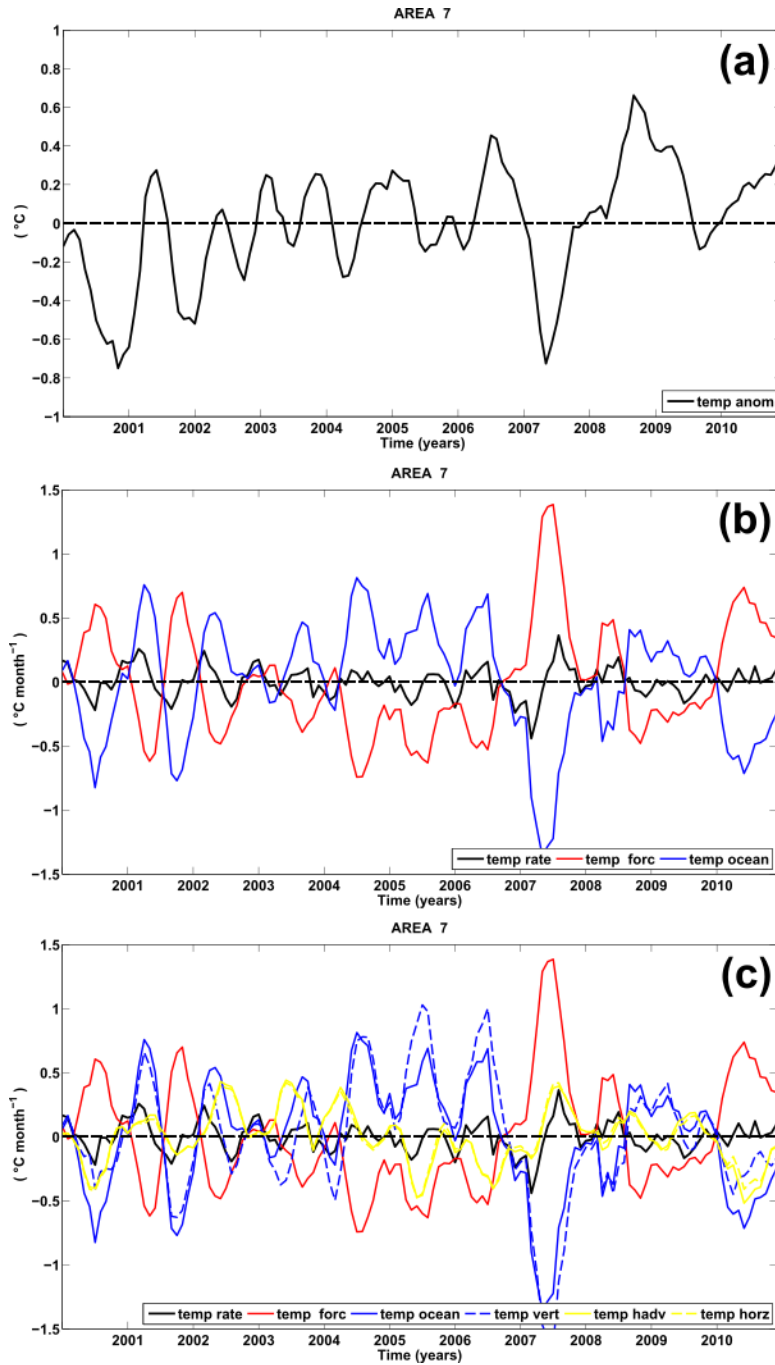 AREA 7
(a)
1
0.8
0.6
0.4
0.2
0
−0.2
−0.4
−0.6
−0.8
−1
( °C)
2001 2002 2003 2004 2005 2006 2007 2008 2009 2010
Time (years)
temp anom
AREA 7
(b)
1.5
1
0.5
0
−0.5
−1
−1.5
( °C month⁻¹)
2001 2002 2003 2004 2005 2006 2007 2008 2009 2010
Time (years)
temp rate temp forc temp ocean
AREA 7
(c)
1.5
1
0.5
0
−0.5
−1
−1.5
( °C month⁻¹)
temp rate temp forc temp ocean temp vert temp hadv temp horz
2001 2002 2003 2004 2005 2006 2007 2008 2009 2010
Time (years)